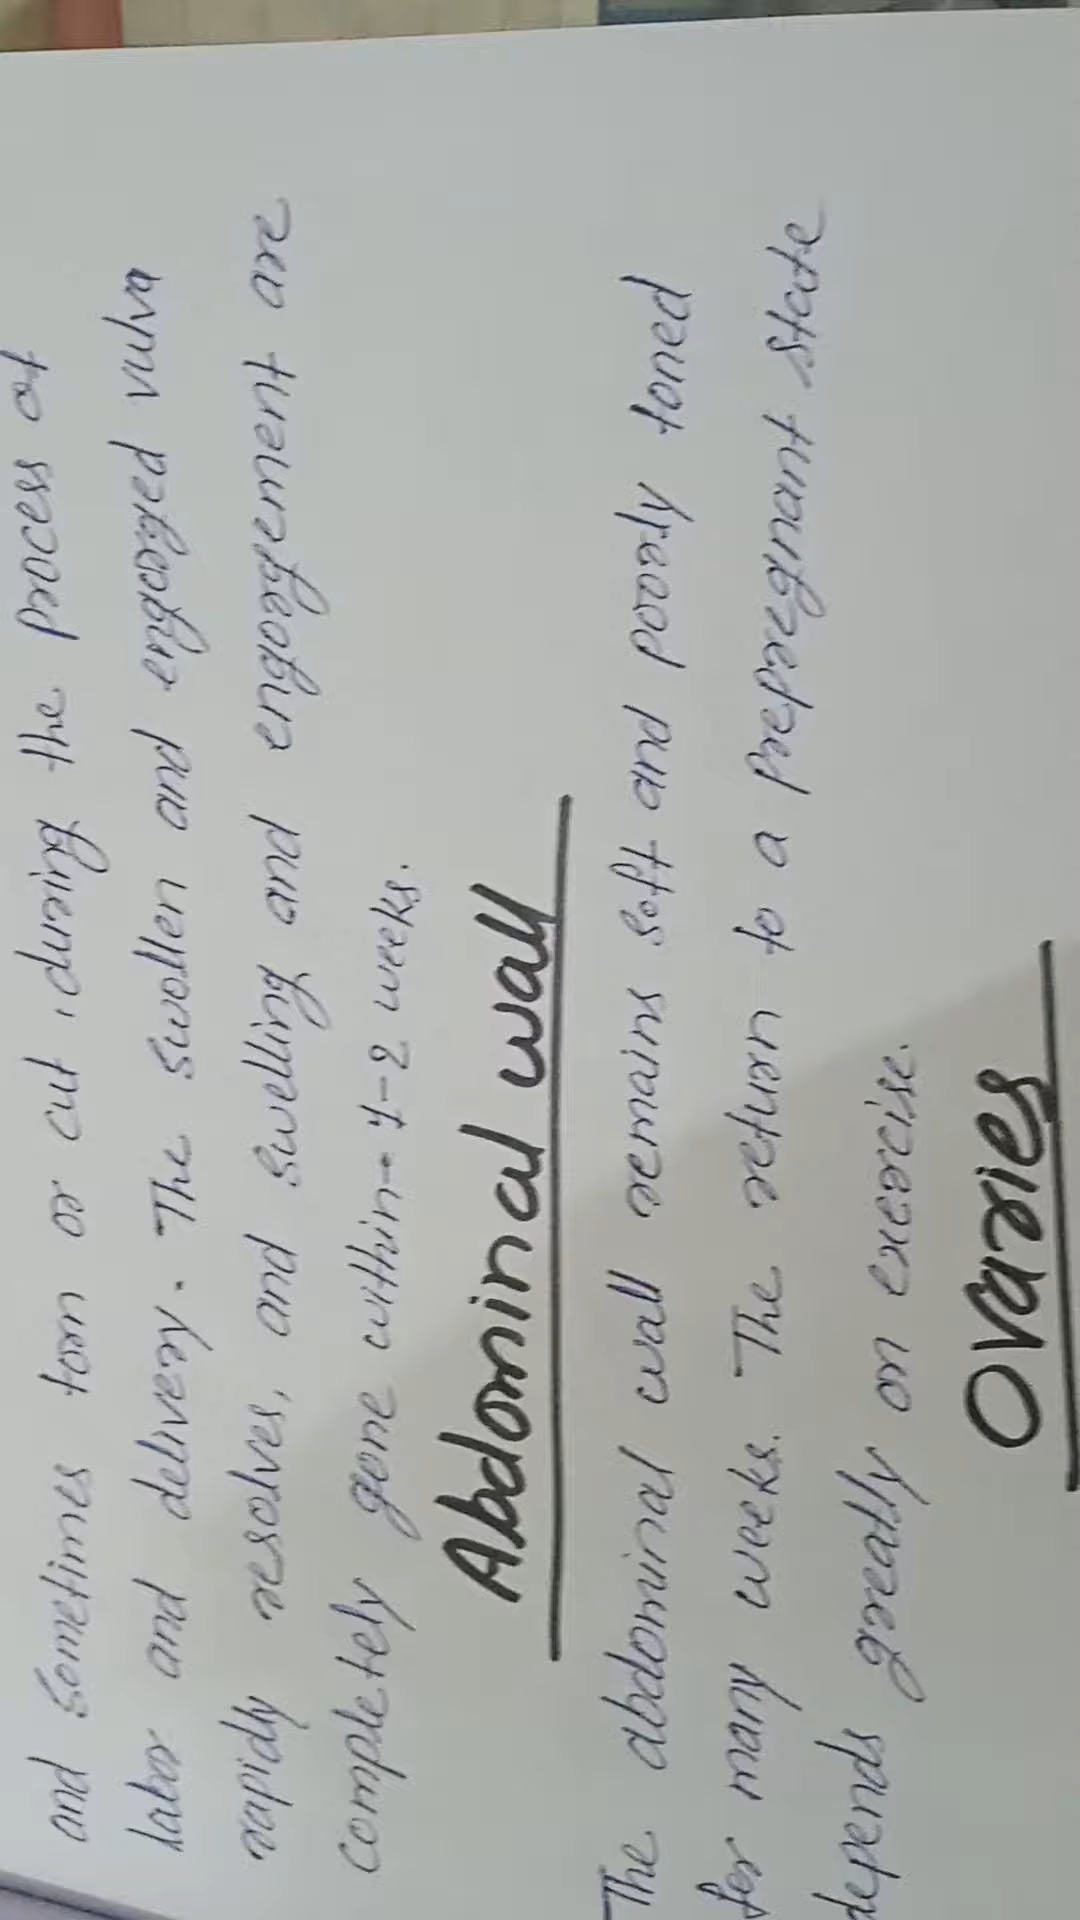 and sometimes torn or cut, during the process of
labor and delivery. The swollen and engorged vulva
rapidly resolves, and swelling and engorgement are
completely gone within-- 1-2 weeks.
Abdominal wall
The abdominal wall remains soft and poorly toned
for many weeks. The return to a prepregnant state
depends greatly on exercise.
Ovaries